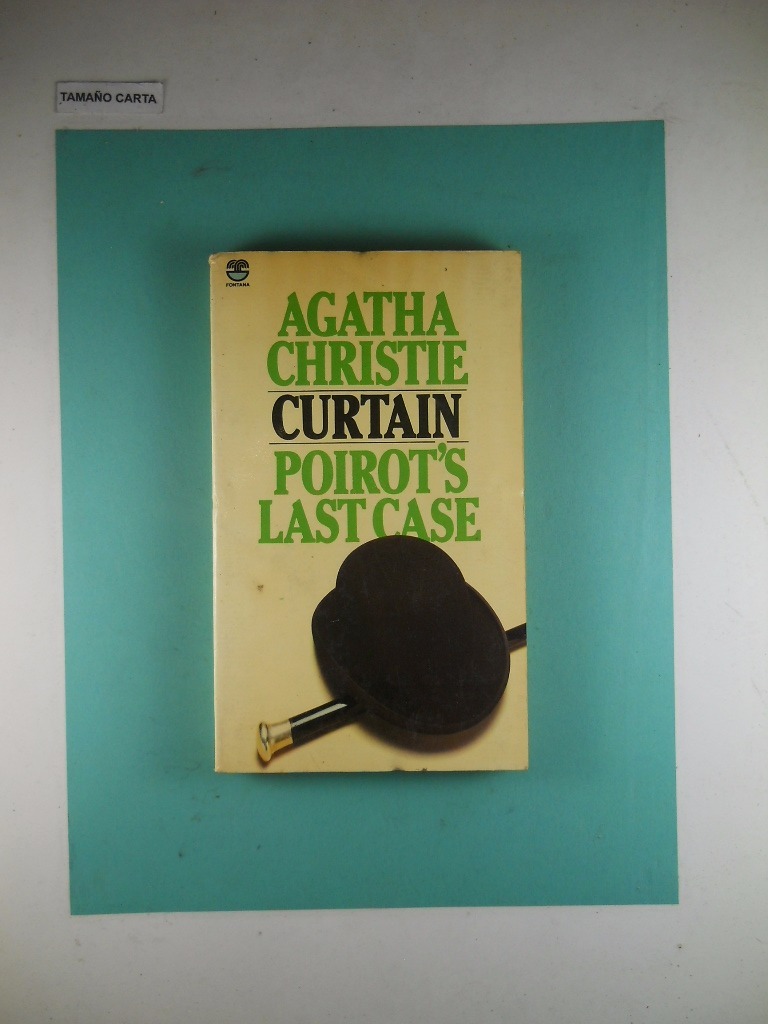 TAMAÑO CARTA
FONTANA
AGATHA
CHRISTIE
CURTAIN
POIROT'S
LAST CASE